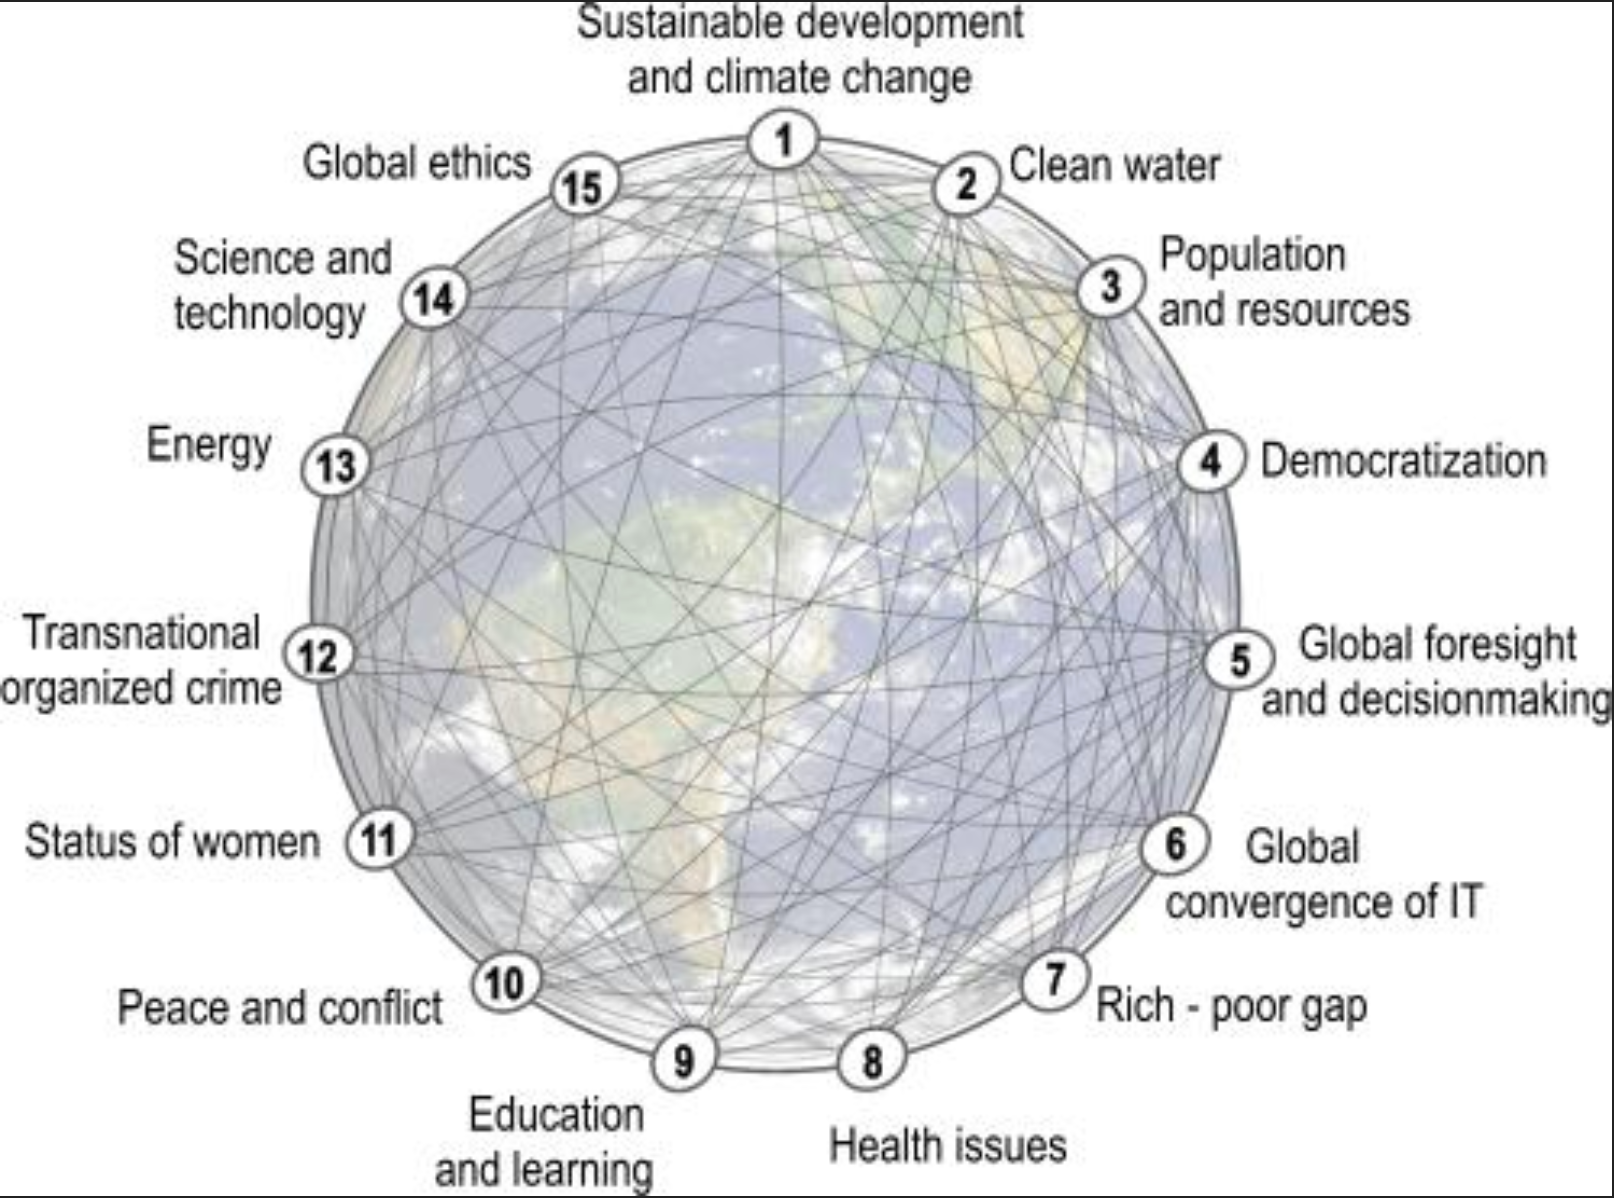 Sustainable development
and climate change
1
2
Clean water
3
Population
and resources
4
Democratization
5
Global foresight
and decisionmaking
6
Global
convergence of IT
7
Rich - poor gap
8
Health issues
9
Education
and learning
10
Peace and conflict
11
Status of women
12
Transnational
organized crime
13
Energy
14
Science and
technology
15
Global ethics